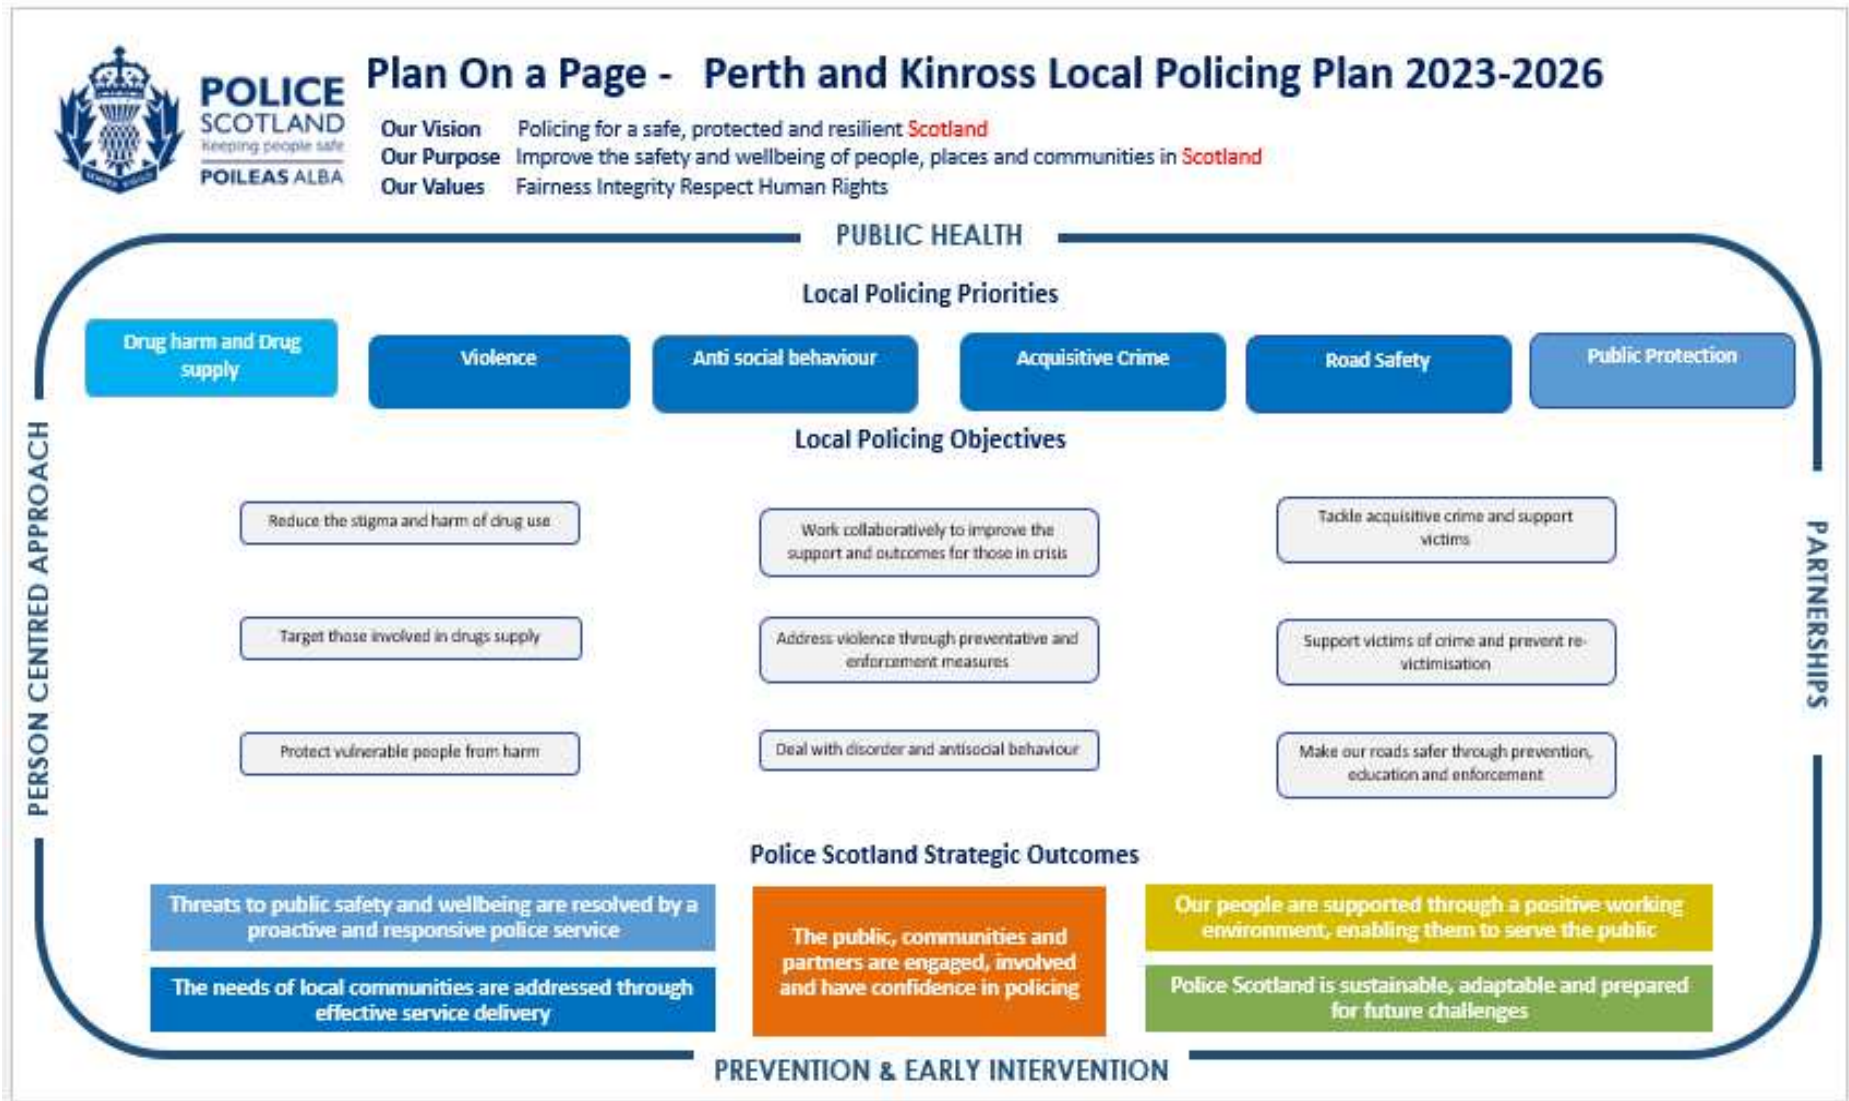 POLICE
SCOTLAND
Keeping people safe
POILEAS ALBA
Plan On a Page - Perth and Kinross Local Policing Plan 2023-2026
Our Vision Policing for a safe, protected and resilient Scotland
Our Purpose Improve the safety and wellbeing of people, places and communities in Scotland
Our Values Fairness Integrity Respect Human Rights
PUBLIC HEALTH
Local Policing Priorities
Drug harm and Drug
supply
Violence
Anti social behaviour
Acquisitive Crime
Road Safety
Public Protection
Local Policing Objectives
PERSON CENTRED APPROACH
Reduce the stigma and harm of drug use
Work collaboratively to improve the
support and outcomes for those in crisis
Tackle acquisitive crime and support
victims
Target those involved in drugs supply
Address violence through preventative and
enforcement measures
Support victims of crime and prevent re-
victimisation
Protect vulnerable people from harm
Deal with disorder and antisocial behaviour
Make our roads safer through prevention,
education and enforcement
PARTNERSHIPS
Police Scotland Strategic Outcomes
Threats to public safety and wellbeing are resolved by a
proactive and responsive police service
The needs of local communities are addressed through
effective service delivery
The public, communities and
partners are engaged, involved
and have confidence in policing
Our people are supported through a positive working
environment, enabling them to serve the public
Police Scotland is sustainable, adaptable and prepared
for future challenges
PREVENTION & EARLY INTERVENTION